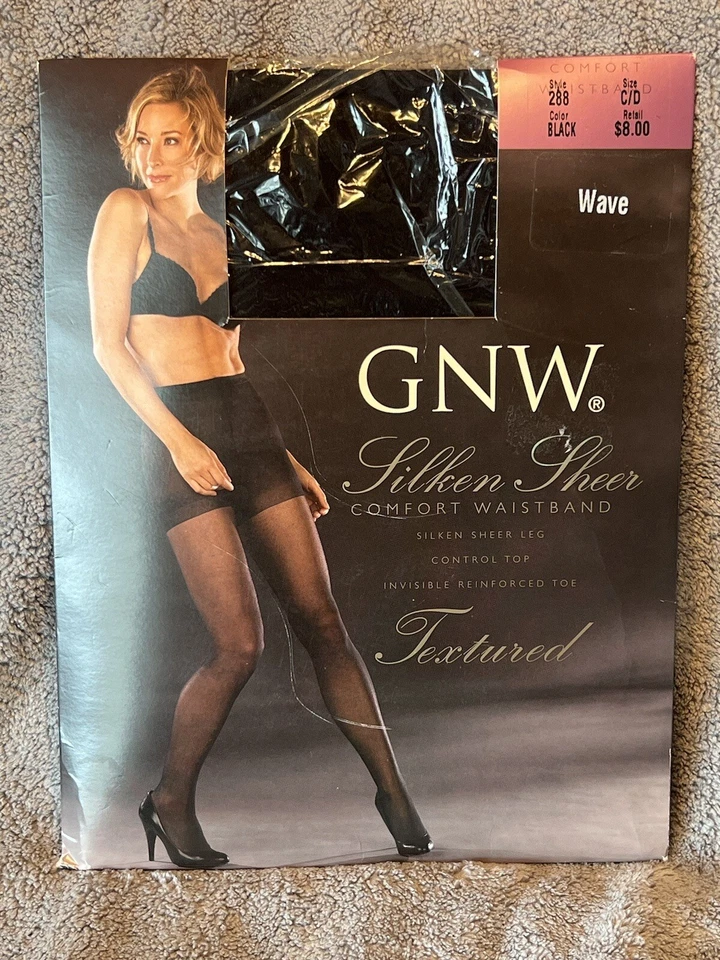 COMFORT
WAISTBAND
Style Size
288 C/D
Color Retail
BLACK $8.00
Wave
GNW®
Silken Sheer
COMFORT WAISTBAND
SILKEN SHEER LEG
CONTROL TOP
INVISIBLE REINFORCED TOE
Textured